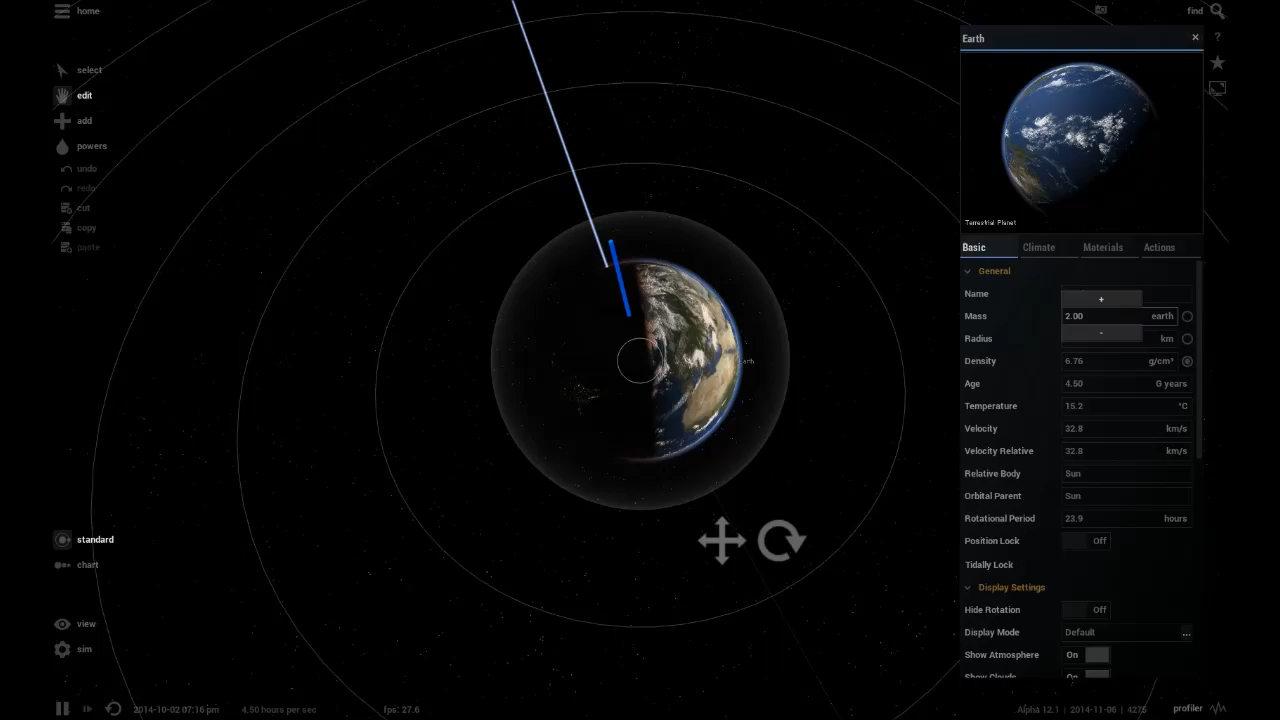 home
find
Earth
?
select
edit
add
powers
undo
redo
cut
copy
paste
Terrestrial Planet
Basic Climate Materials Actions
General
Name +
Mass 2.00 earth
Radius - km
Density 6.76 g/cm³
Age 4.50 G years
Temperature 15.2 °C
Velocity 32.8 km/s
Velocity Relative 32.8 km/s
Relative Body Sun
Orbital Parent Sun
Rotational Period 23.9 hours
Position Lock Off
Tidally Lock
Display Settings
Hide Rotation Off
Display Mode Default ...
Show Atmosphere On
Show Clouds On
standard
chart
view
sim
2014-10-02 07:16 pm 4.50 hours per sec fps: 27.6
Alpha 12.1 | 2014-11-06 | 4275 profiler